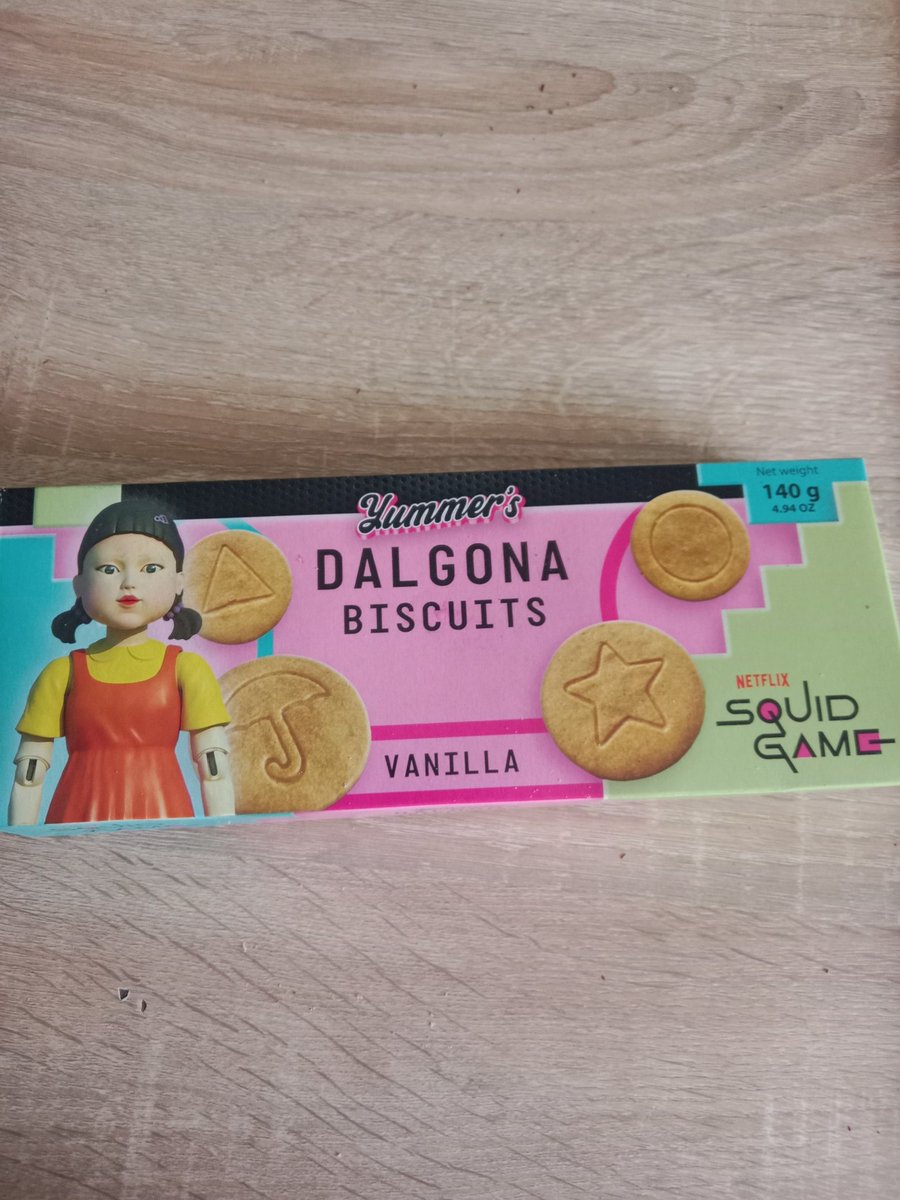 Yummer's
DALGONA
BISCUITS
VANILLA
Net weight
140 g
4.94 OZ
NETFLIX
SQUID
GAME